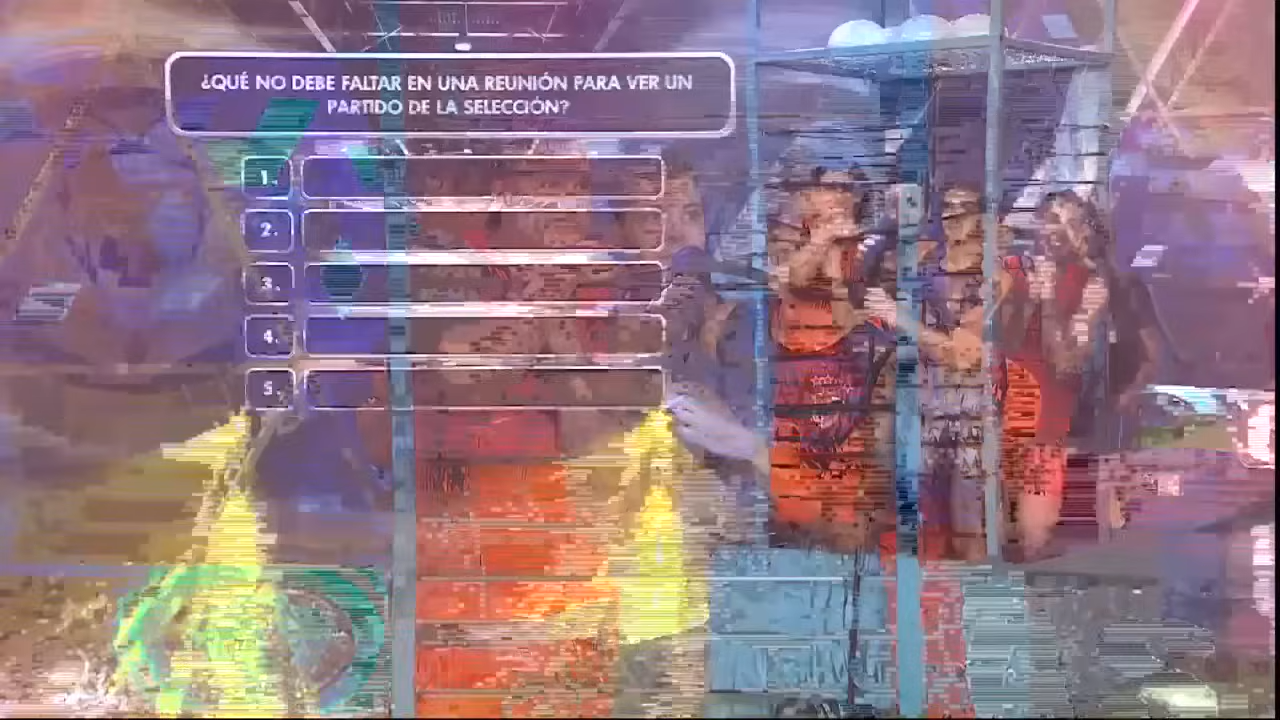 ¿QUÉ NO DEBE FALTAR EN UNA REUNIÓN PARA VER UN
PARTIDO DE LA SELECCIÓN?
1.
2.
3.
4.
5.